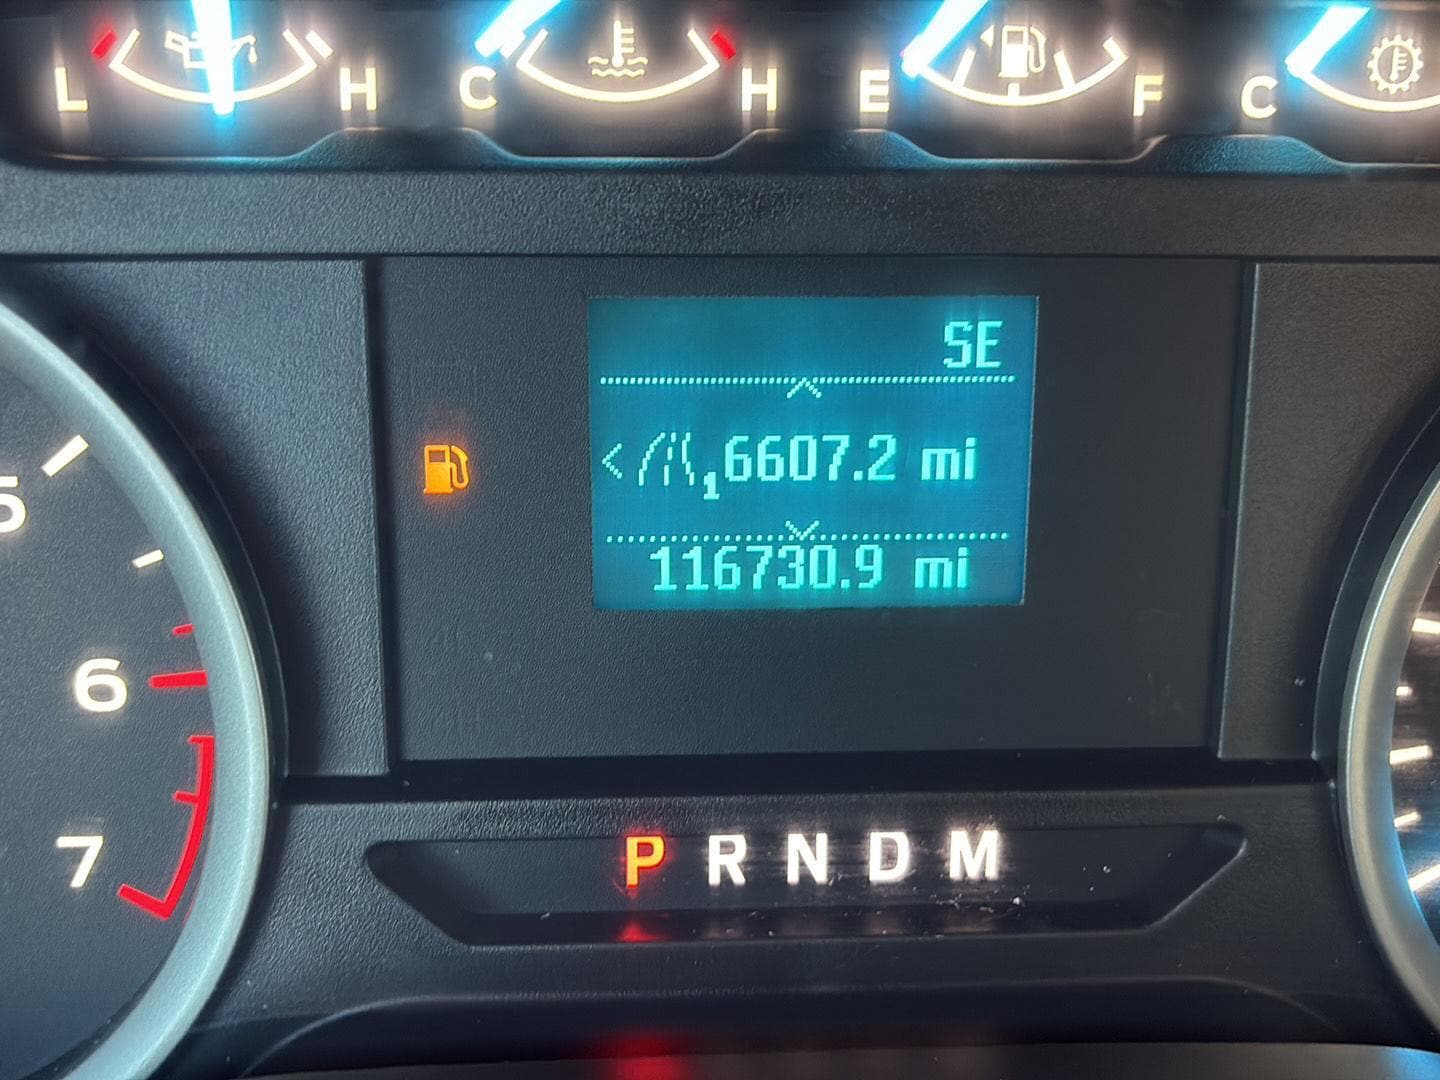 L H C H E F C
SE
1 6607.2 mi
116730.9 mi
5
6
7
P R N D M